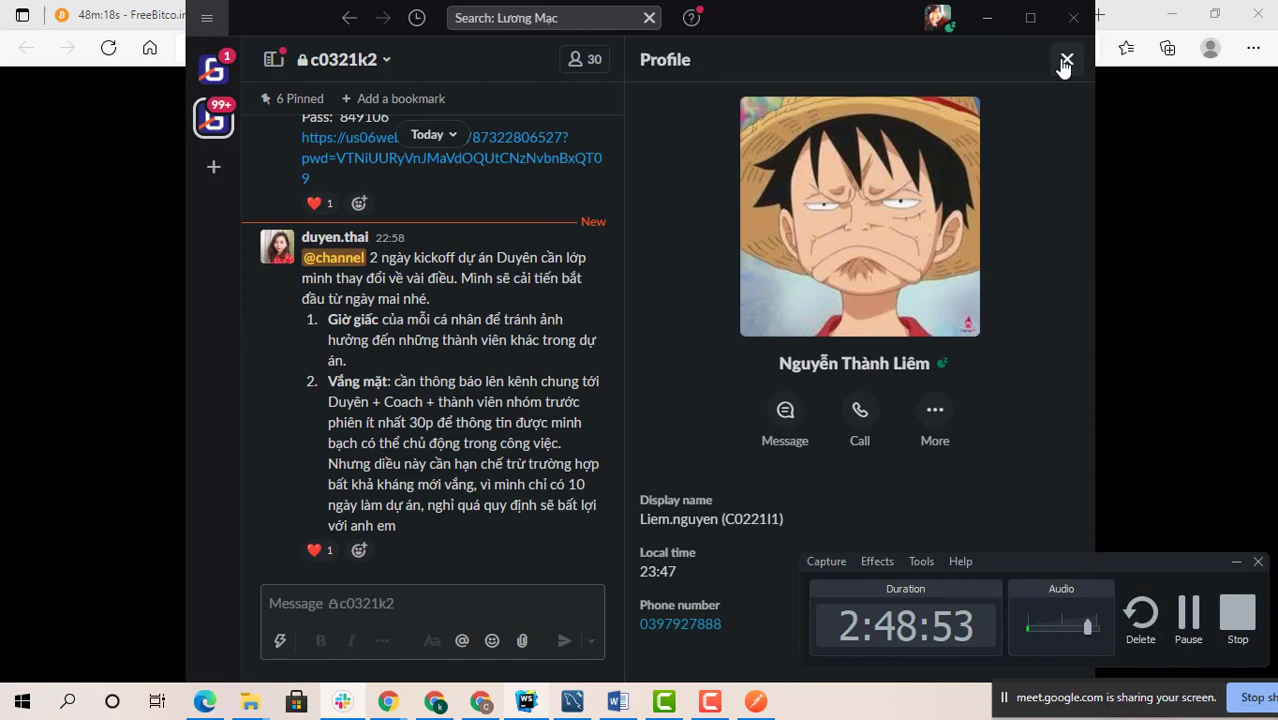 48m:18s - FreeBitco.in
Search: Lương Mạc
1
99+
c0321k2
30
6 Pinned
Add a bookmark
Pass: 849106
Today
https://us06we
/87322806527?
pwd=VTNiUURyVnJMaVdOQUtCNzNvbnBxQT0
9
1
New
duyen.thai 22:58
@channel 2 ngày kickoff dự án Duyên cần lớp
mình thay đổi về vài điều. Mình sẽ cải tiến bắt
đầu từ ngày mai nhé.
1. Giờ giấc của mỗi cá nhân để tránh ảnh
hưởng đến những thành viên khác trong dự
án.
2. Vắng mặt: cần thông báo lên kênh chung tới
Duyên + Coach + thành viên nhóm trước
phiên ít nhất 30p để thông tin được minh
bạch có thể chủ động trong công việc.
Nhưng diều này cần hạn chế trừ trường hợp
bất khả kháng mới vắng, vì mình chỉ có 10
ngày làm dự án, nghỉ quá quy định sẽ bất lợi
với anh em
1
Message c0321k2
Profile
Nguyễn Thành Liêm
Message
Call
More
Display name
Liem.nguyen (C0221I1)
Local time
23:47
Phone number
0397927888
Capture
Effects
Tools
Help
Duration
Audio
2:48:53
Delete
Pause
Stop
meet.google.com is sharing your screen.
Stop sh